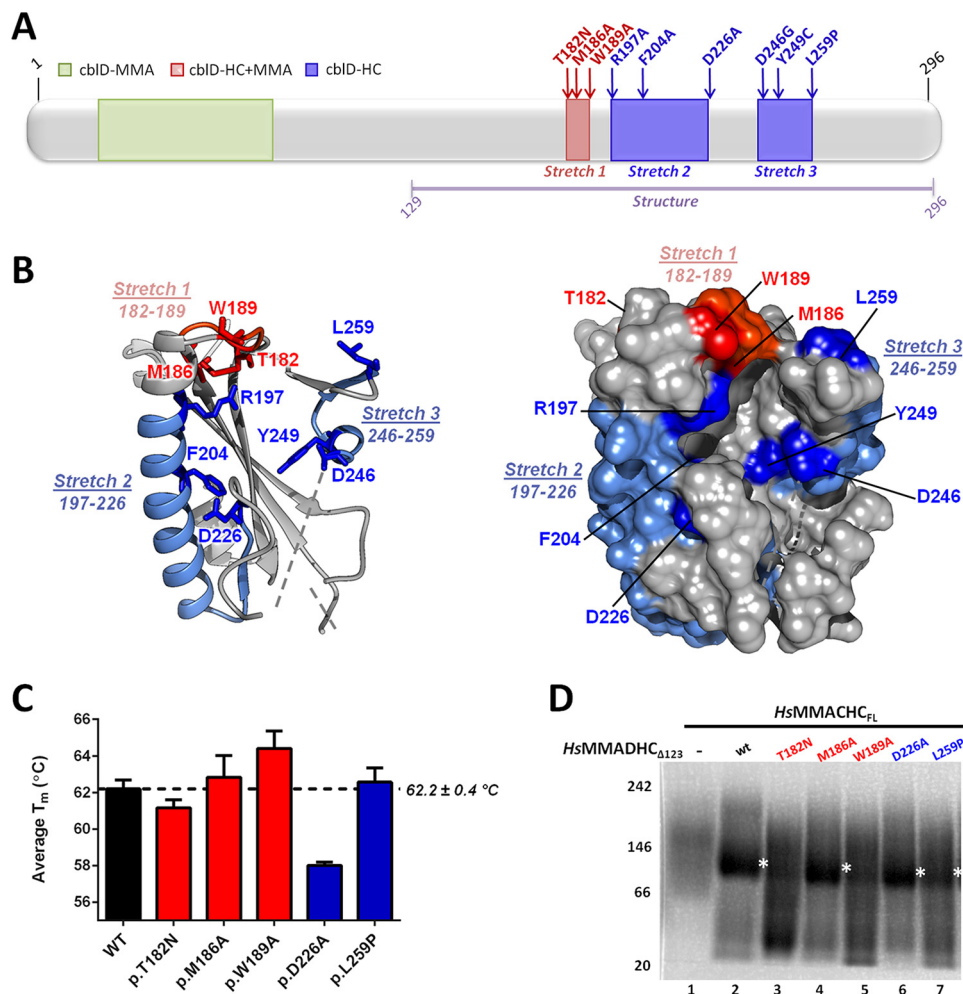 A
1
cblD-MMA
cblD-HC+MMA
cblD-HC
T182N
M186A
W189A
R197A
F204A
D226A
D246G
Y249C
L259P
296
Stretch 1
Stretch 2
Stretch 3
129
Structure
296
B
Stretch 1
182-189
W189
T182
M186
L259
R197
Stretch 3
246-259
Y249
F204
Stretch 2
197-226
D246
D226
Stretch 1
182-189
W189
T182
M186
L259
Stretch 3
246-259
R197
Y249
Stretch 2
197-226
D246
F204
D226
C
Average Tm (°C)
66
64
62
60
58
56
62.2 ± 0.4 °C
WT
p.T182N
p.M186A
p.W189A
p.D226A
p.L259P
D
HsMMACHCFL
HsMMADHCΔ123
– wt T182N M186A W189A D226A L259P
242
146
66
20
* * * *
1 2 3 4 5 6 7